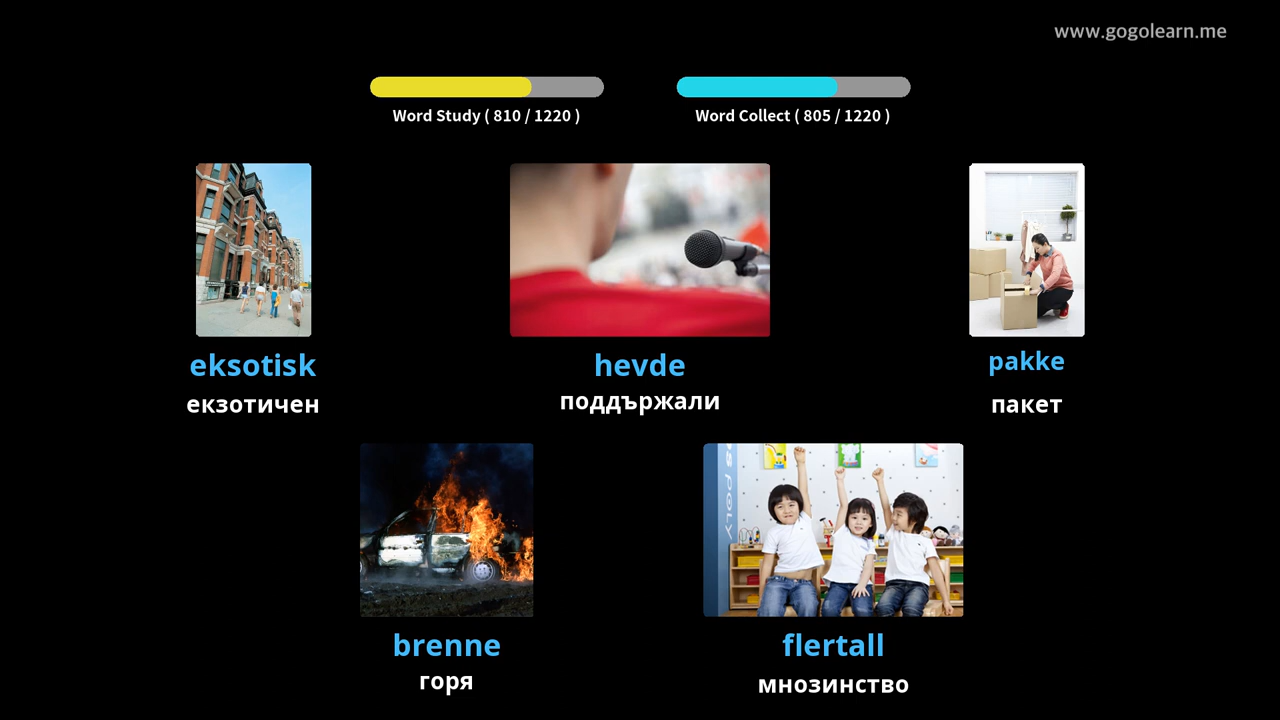 www.gogolearn.me
Word Study ( 810 / 1220 )
Word Collect ( 805 / 1220 )
eksotisk
екзотичен
hevde
поддържали
pakke
пакет
brenne
горя
flertall
мнозинство